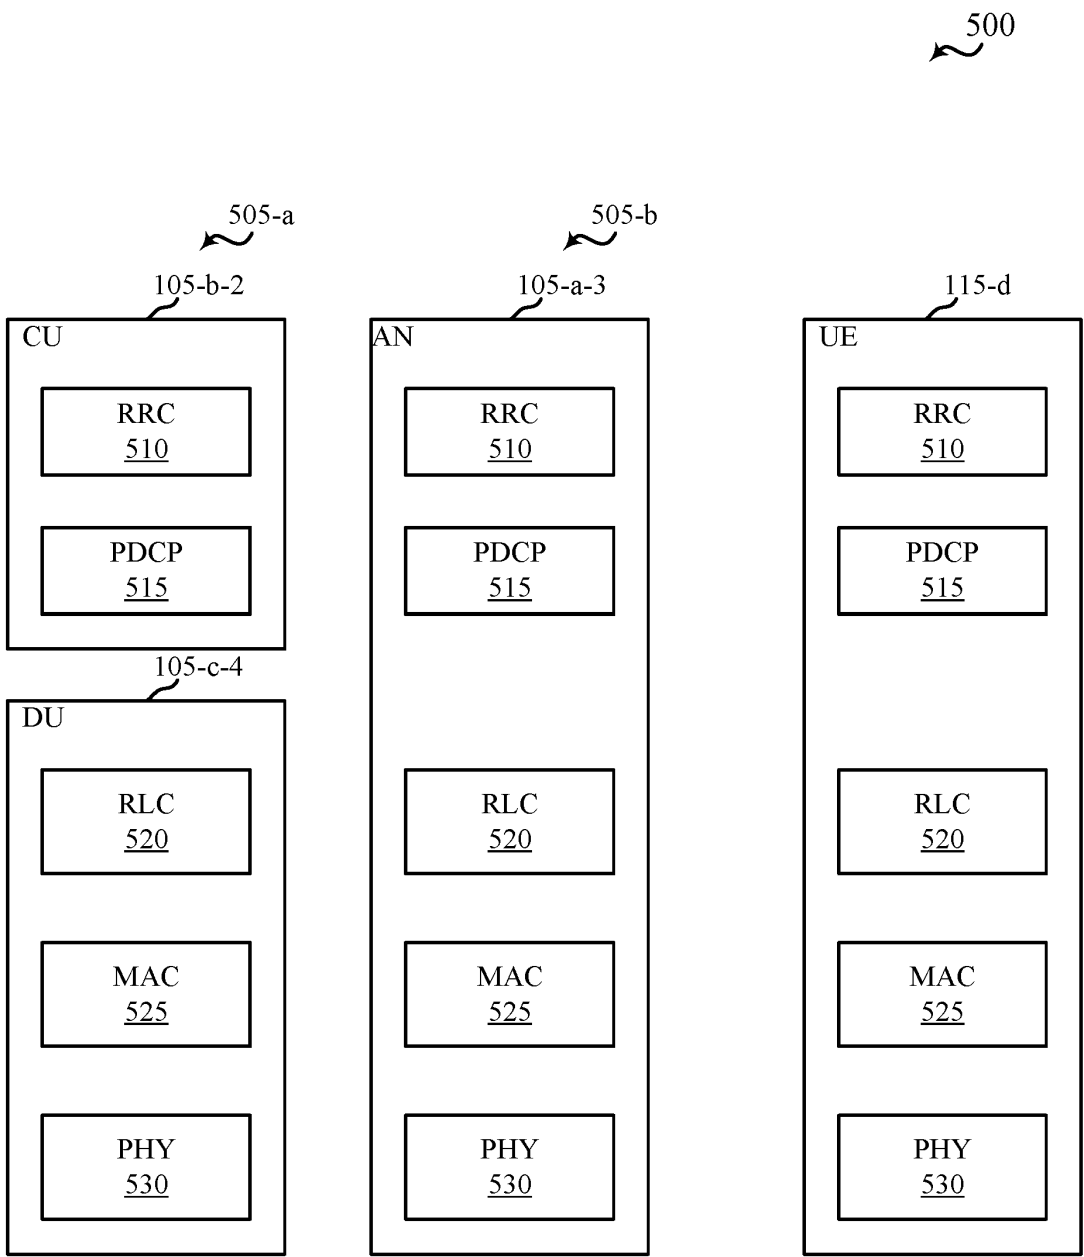 500
505-a
505-b
105-b-2
105-a-3
115-d
CU
RRC
510
PDCP
515
105-c-4
DU
RLC
520
MAC
525
PHY
530
AN
RRC
510
PDCP
515
RLC
520
MAC
525
PHY
530
UE
RRC
510
PDCP
515
RLC
520
MAC
525
PHY
530